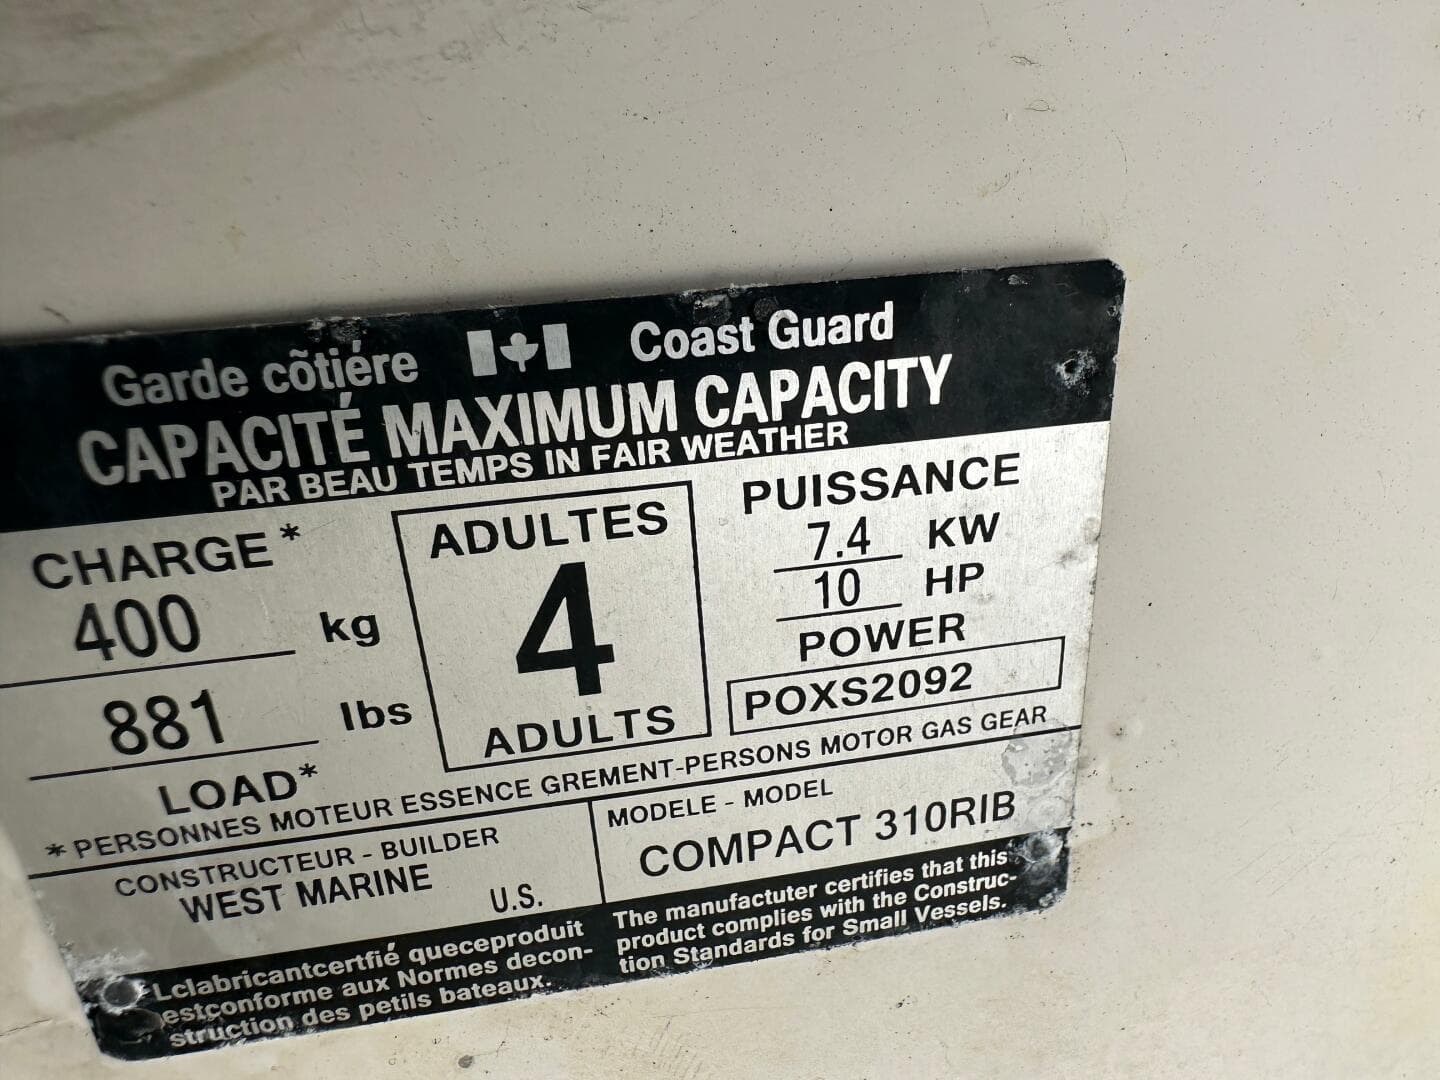 Garde cõtiére Coast Guard
CAPACITÉ MAXIMUM CAPACITY
PAR BEAU TEMPS IN FAIR WEATHER
CHARGE*
400 kg
881 lbs
LOAD*
ADULTES
4
ADULTS
PUISSANCE
7.4 KW
10 HP
POWER
POXS2092
*PERSONNES MOTEUR ESSENCE GREMENT-PERSONS MOTOR GAS GEAR
CONSTRUCTEUR - BUILDER
WEST MARINE U.S.
MODELE - MODEL
COMPACT 310RIB
Lclabricantcertfié queceproduit
estconforme aux Normes decon-
struction des petils bateaux.
The manufactuter certifies that this
product complies with the Construc-
tion Standards for Small Vessels.